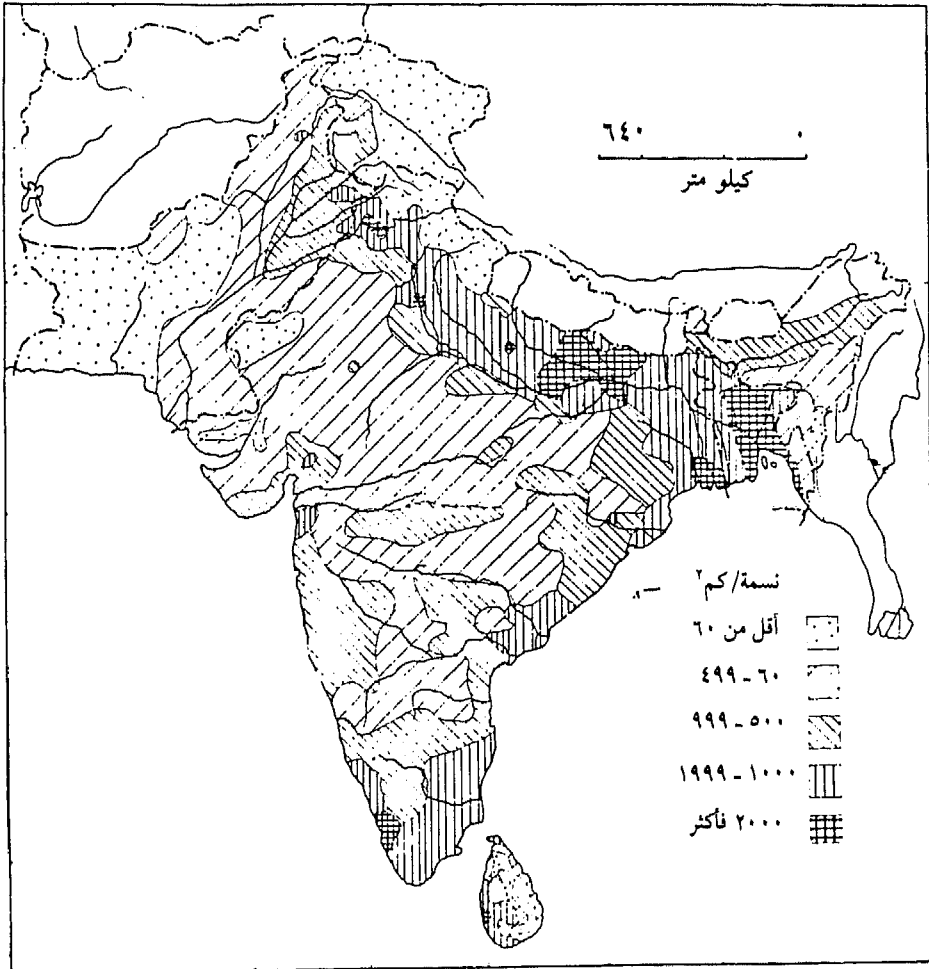 ٦٤٠ ٠
كيلو متر
نسمة/كم٢
أقل من ٦٠
٦٠ - ٤٩٩
٥٠٠ - ٩٩٩
١٠٠٠ - ١٩٩٩
٢٠٠٠ فأكثر